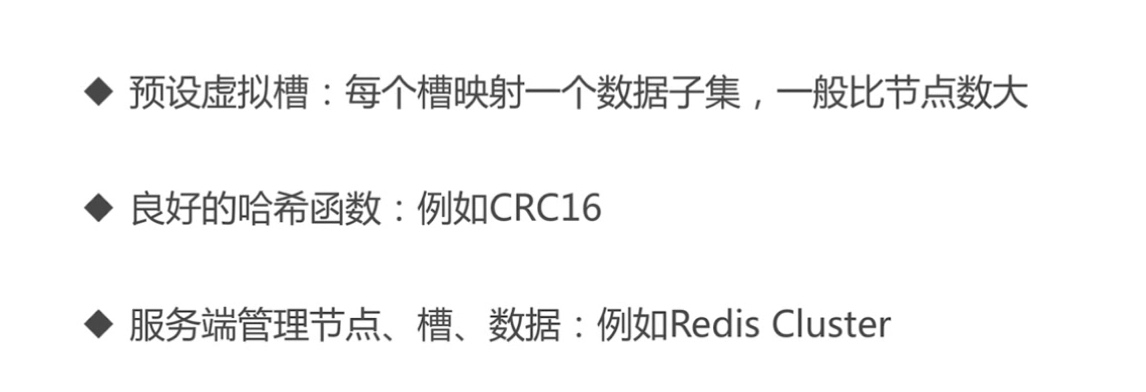 ◆ 预设虚拟槽：每个槽映射一个数据子集，一般比节点数大
◆ 良好的哈希函数：例如CRC16
◆ 服务端管理节点、槽、数据：例如Redis Cluster